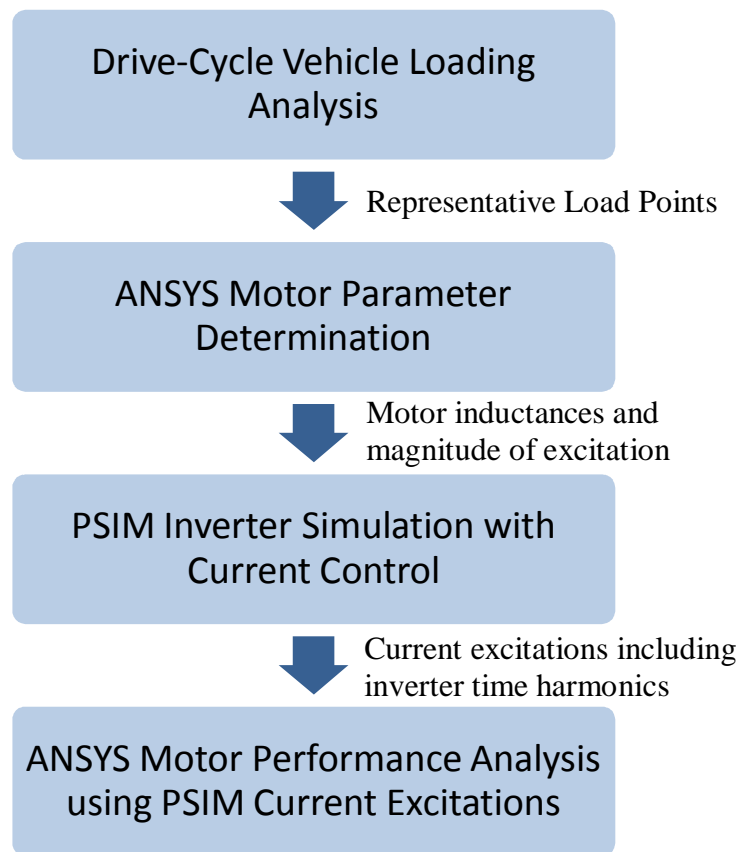 Drive-Cycle Vehicle Loading
Analysis
Representative Load Points
ANSYS Motor Parameter
Determination
Motor inductances and
magnitude of excitation
PSIM Inverter Simulation with
Current Control
Current excitations including
inverter time harmonics
ANSYS Motor Performance Analysis
using PSIM Current Excitations